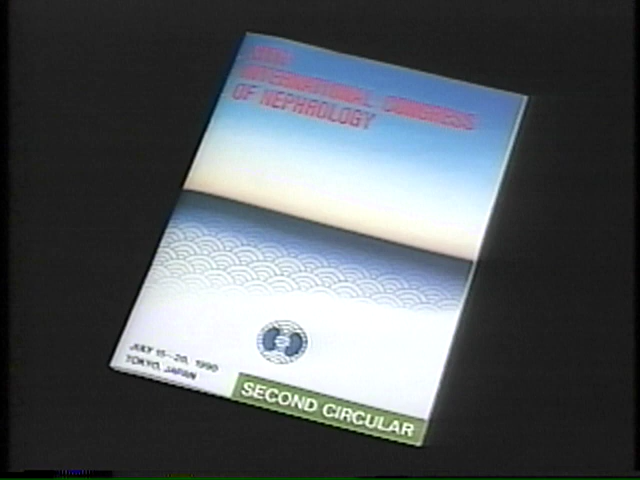 INTERNATIONAL CONGRESS
OF NEPHROLOGY
JULY 15-20, 1990
TOKYO, JAPAN
SECOND CIRCULAR